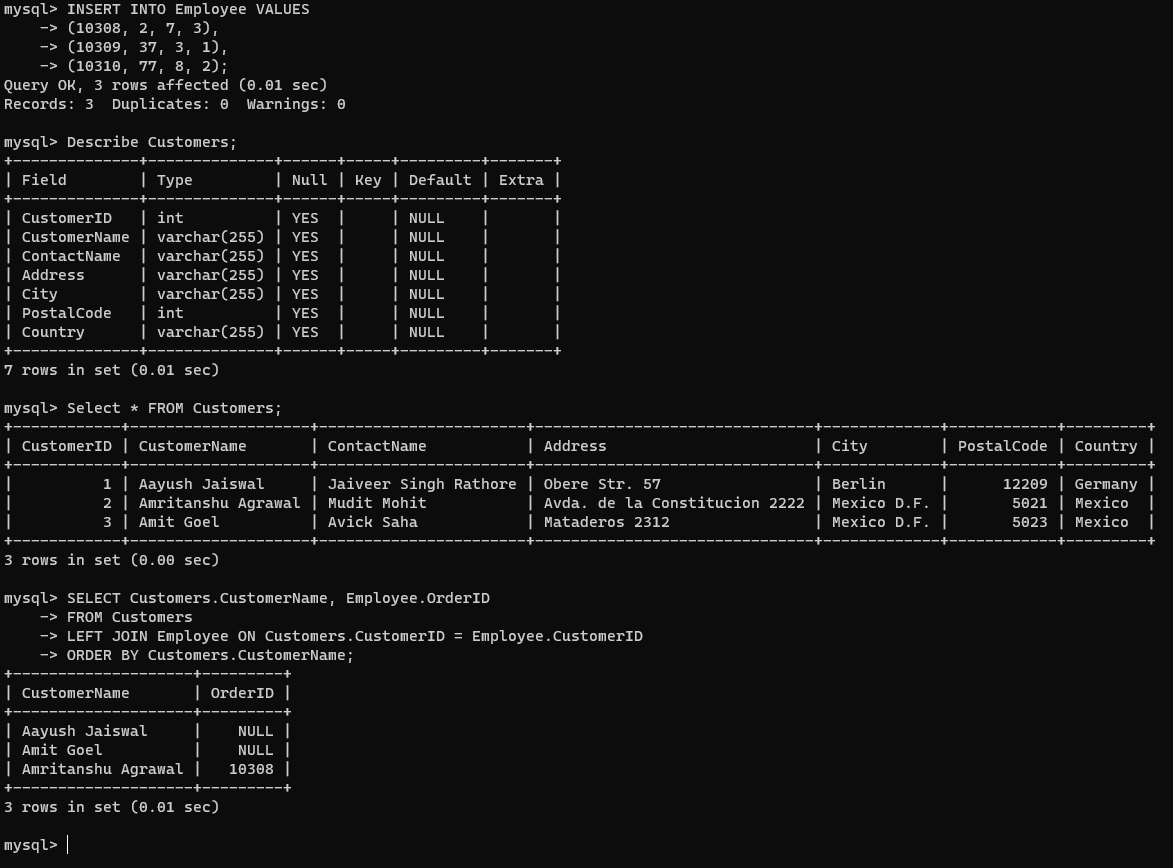 mysql> INSERT INTO Employee VALUES
    -> (10308, 2, 7, 3),
    -> (10309, 37, 3, 1),
    -> (10310, 77, 8, 2);
Query OK, 3 rows affected (0.01 sec)
Records: 3  Duplicates: 0  Warnings: 0

mysql> Describe Customers;
+--------------+--------------+------+-----+---------+-------+
| Field        | Type         | Null | Key | Default | Extra |
+--------------+--------------+------+-----+---------+-------+
| CustomerID   | int          | YES  |     | NULL    |       |
| CustomerName | varchar(255) | YES  |     | NULL    |       |
| ContactName  | varchar(255) | YES  |     | NULL    |       |
| Address      | varchar(255) | YES  |     | NULL    |       |
| City         | varchar(255) | YES  |     | NULL    |       |
| PostalCode   | int          | YES  |     | NULL    |       |
| Country      | varchar(255) | YES  |     | NULL    |       |
+--------------+--------------+------+-----+---------+-------+
7 rows in set (0.01 sec)

mysql> Select * FROM Customers;
+------------+--------------------+-----------------------+-------------------------------+-------------+------------+---------+
| CustomerID | CustomerName       | ContactName           | Address                       | City        | PostalCode | Country |
+------------+--------------------+-----------------------+-------------------------------+-------------+------------+---------+
|          1 | Aayush Jaiswal     | Jaiveer Singh Rathore | Obere Str. 57                 | Berlin      |      12209 | Germany |
|          2 | Amritanshu Agrawal | Mudit Mohit           | Avda. de la Constitucion 2222 | Mexico D.F. |       5021 | Mexico  |
|          3 | Amit Goel          | Avick Saha            | Mataderos 2312                | Mexico D.F. |       5023 | Mexico  |
+------------+--------------------+-----------------------+-------------------------------+-------------+------------+---------+
3 rows in set (0.00 sec)

mysql> SELECT Customers.CustomerName, Employee.OrderID
    -> FROM Customers
    -> LEFT JOIN Employee ON Customers.CustomerID = Employee.CustomerID
    -> ORDER BY Customers.CustomerName;
+--------------------+---------+
| CustomerName       | OrderID |
+--------------------+---------+
| Aayush Jaiswal     |    NULL |
| Amit Goel          |    NULL |
| Amritanshu Agrawal |   10308 |
+--------------------+---------+
3 rows in set (0.01 sec)

mysql>